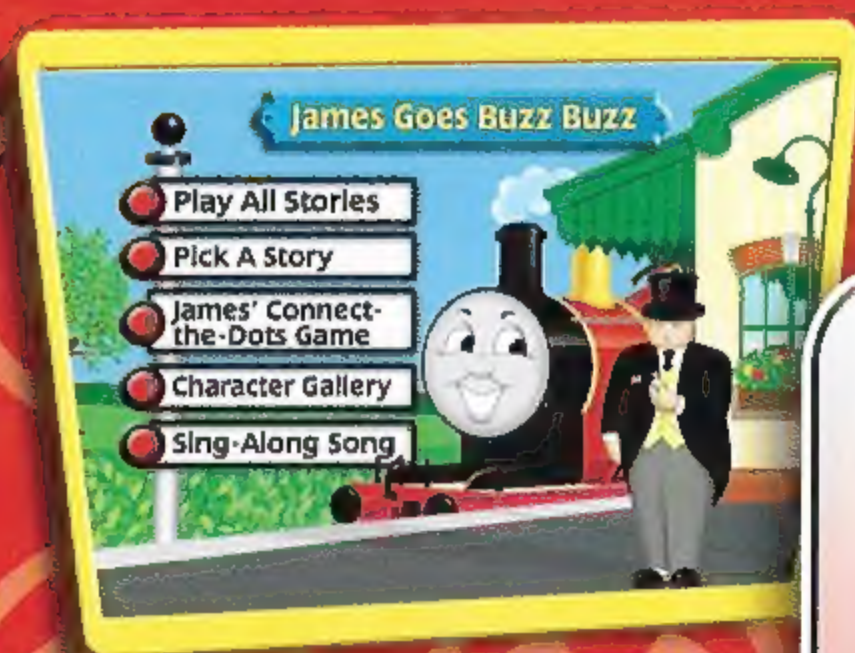 James Goes Buzz Buzz
Play All Stories
Pick A Story
James' Connect-
the-Dots Game
Character Gallery
Sing-Along Song